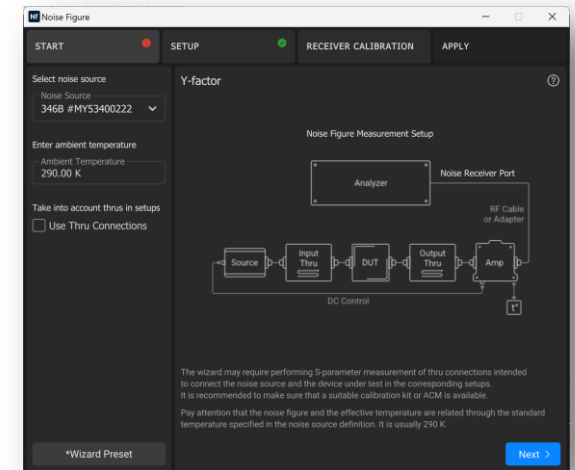 Nf Noise Figure
START
SETUP
RECEIVER CALIBRATION
APPLY
Select noise source
Noise Source
346B #MY53400222
Enter ambient temperature
Ambient Temperature
290.00 K
Take into account thrus in setups
Use Thru Connections
*Wizard Preset
Y-factor
?
Noise Figure Measurement Setup
Analyzer
Noise Receiver Port
RF Cable
or Adapter
Source
Input
Thru
DUT
Output
Thru
Amp
DC Control
t°
The wizard may require performing S-parameter measurement of thru connections intended
to connect the noise source and the device under test in the corresponding setups.
It is recommended to make sure that a suitable calibration kit or ACM is available.
Pay attention that the noise figure and the effective temperature are related through the standard
temperature specified in the noise source definition. It is usually 290 K.
Next >